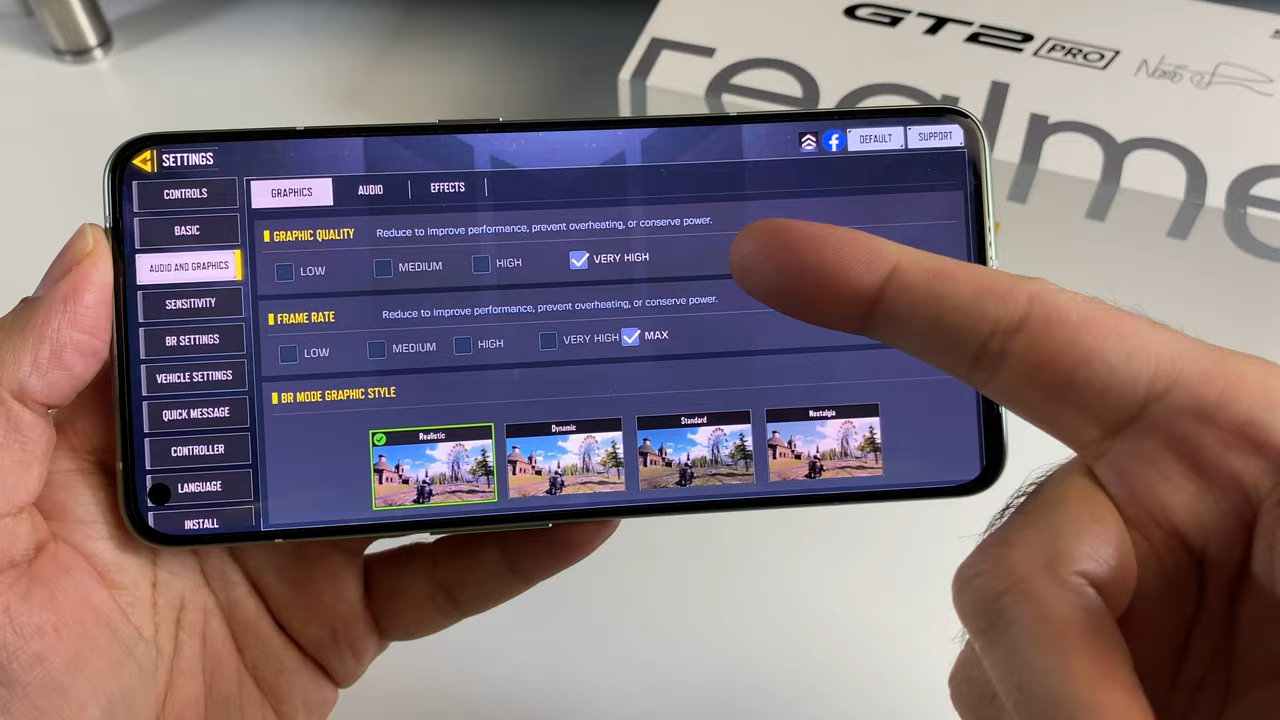 GT2 PRO
realme
SETTINGS
DEFAULT
SUPPORT
CONTROLS
BASIC
AUDIO AND GRAPHICS
SENSITIVITY
BR SETTINGS
VEHICLE SETTINGS
QUICK MESSAGE
CONTROLLER
LANGUAGE
INSTALL
GRAPHICS
AUDIO
EFFECTS
GRAPHIC QUALITY
Reduce to improve performance, prevent overheating, or conserve power.
LOW
MEDIUM
HIGH
VERY HIGH
FRAME RATE
Reduce to improve performance, prevent overheating, or conserve power.
LOW
MEDIUM
HIGH
VERY HIGH
MAX
BR MODE GRAPHIC STYLE
Realistic
Dynamic
Standard
Nostalgia